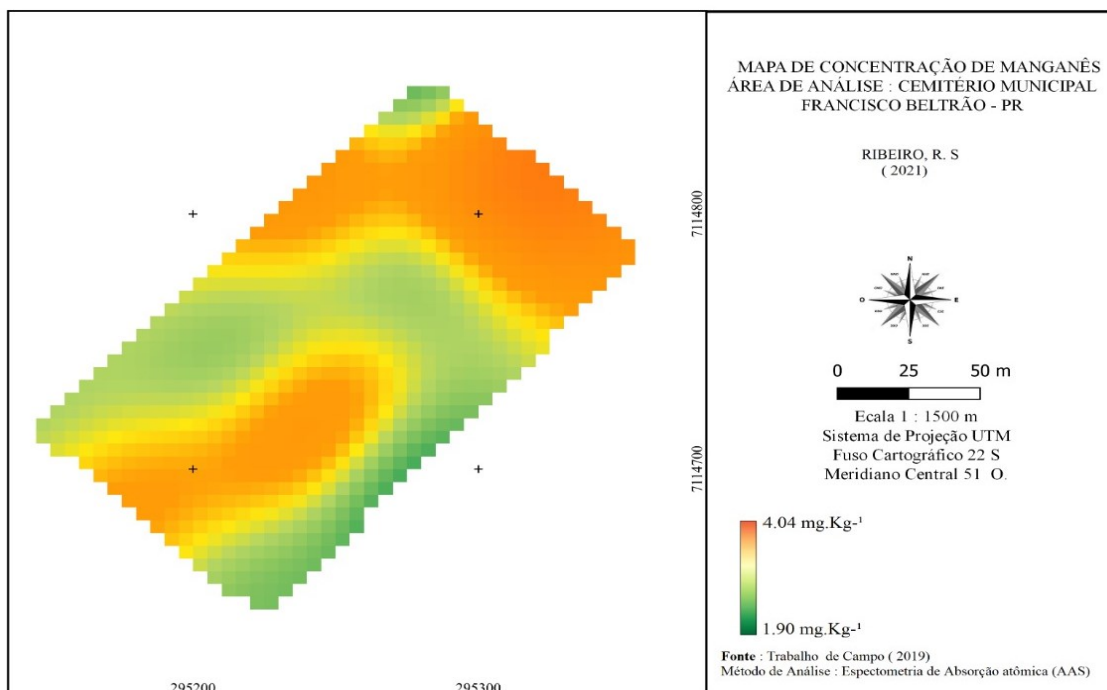 MAPA DE CONCENTRAÇÃO DE MANGANÊS
ÁREA DE ANÁLISE : CEMITÉRIO MUNICIPAL
FRANCISCO BELTRÃO - PR
RIBEIRO, R. S
( 2021)
N
O
E
S
0 25 50 m
Ecala 1 : 1500 m
Sistema de Projeção UTM
Fuso Cartográfico 22 S
Meridiano Central 51 O.
4.04 mg.Kg-¹
1.90 mg.Kg-¹
Fonte : Trabalho de Campo ( 2019)
Método de Análise : Espectometria de Absorção atômica (AAS)
7114800
7114700
295200
295300